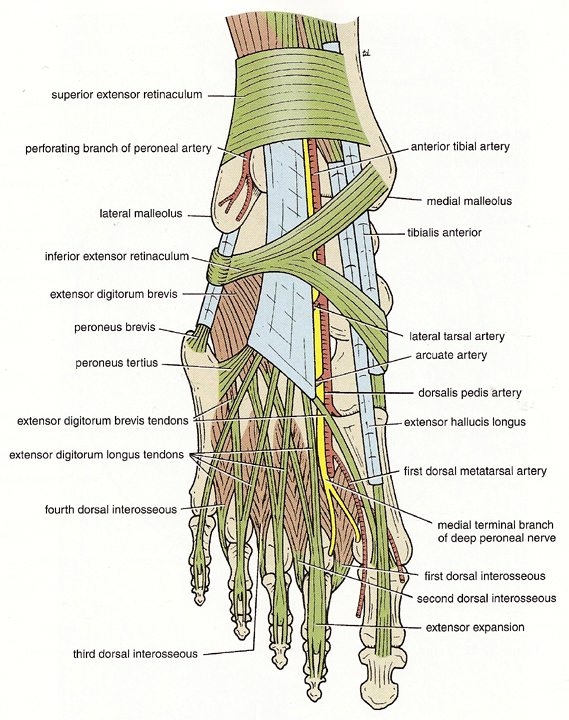 superior extensor retinaculum
perforating branch of peroneal artery
anterior tibial artery
medial malleolus
lateral malleolus
tibialis anterior
inferior extensor retinaculum
extensor digitorum brevis
peroneus brevis
lateral tarsal artery
arcuate artery
peroneus tertius
dorsalis pedis artery
extensor digitorum brevis tendons
extensor hallucis longus
extensor digitorum longus tendons
first dorsal metatarsal artery
fourth dorsal interosseous
medial terminal branch
of deep peroneal nerve
first dorsal interosseous
second dorsal interosseous
extensor expansion
third dorsal interosseous